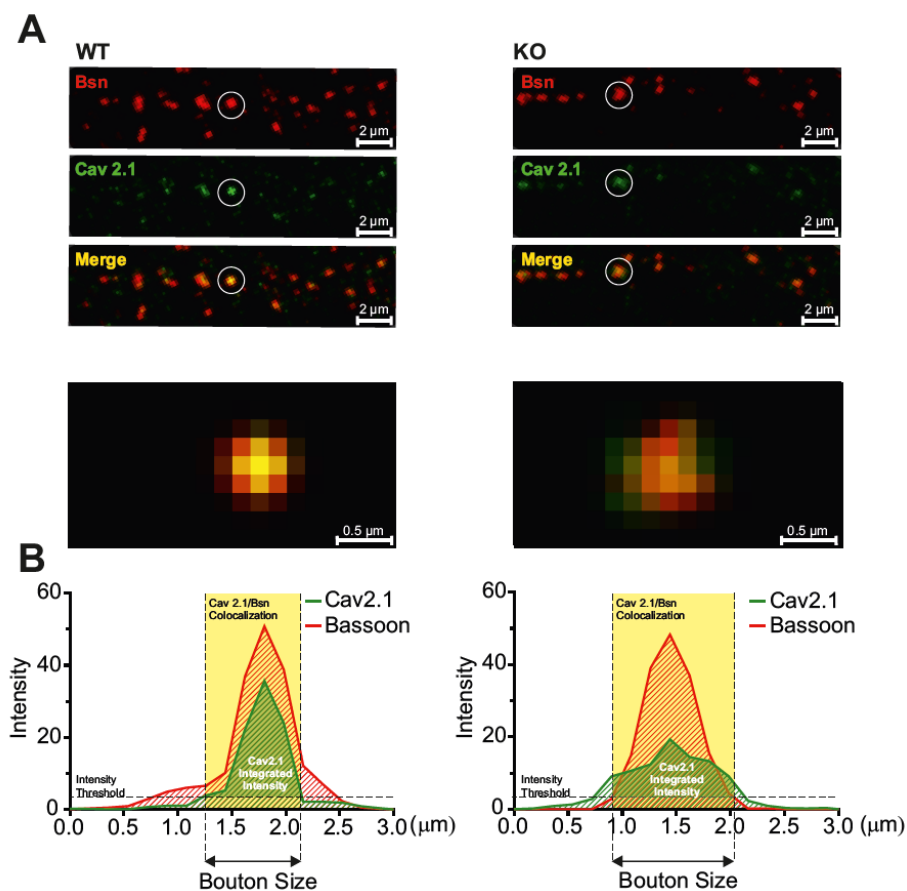 A
WT
KO
Bsn
2 μm
Bsn
2 μm
Cav 2.1
2 μm
Cav 2.1
2 μm
Merge
2 μm
Merge
2 μm
0.5 μm
0.5 μm
B
60
40
20
0
Intensity
Cav 2.1/Bsn
Colocalization
Cav2.1
Bassoon
Intensity
Threshold
Cav2.1
Integrated
Intensity
0.0 0.5 1.0 1.5 2.0 2.5 3.0 (μm)
Bouton Size
60
40
20
0
Intensity
Cav 2.1/Bsn
Colocalization
Cav2.1
Bassoon
Intensity
Threshold
Cav2.1
Integrated
Intensity
0.0 0.5 1.0 1.5 2.0 2.5 3.0 (μm)
Bouton Size